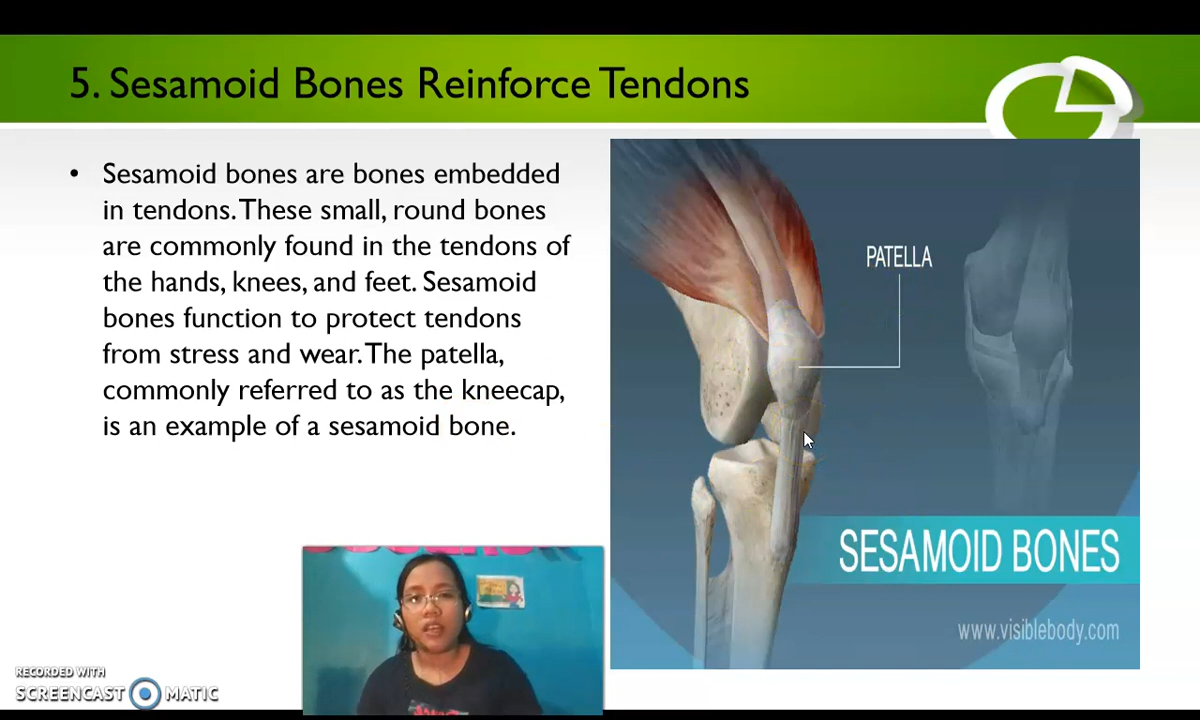 5. Sesamoid Bones Reinforce Tendons
• Sesamoid bones are bones embedded
in tendons. These small, round bones
are commonly found in the tendons of
the hands, knees, and feet. Sesamoid
bones function to protect tendons
from stress and wear. The patella,
commonly referred to as the kneecap,
is an example of a sesamoid bone.
PATELLA
SESAMOID BONES
www.visiblebody.com
RECORDED WITH
SCREENCAST MATIC